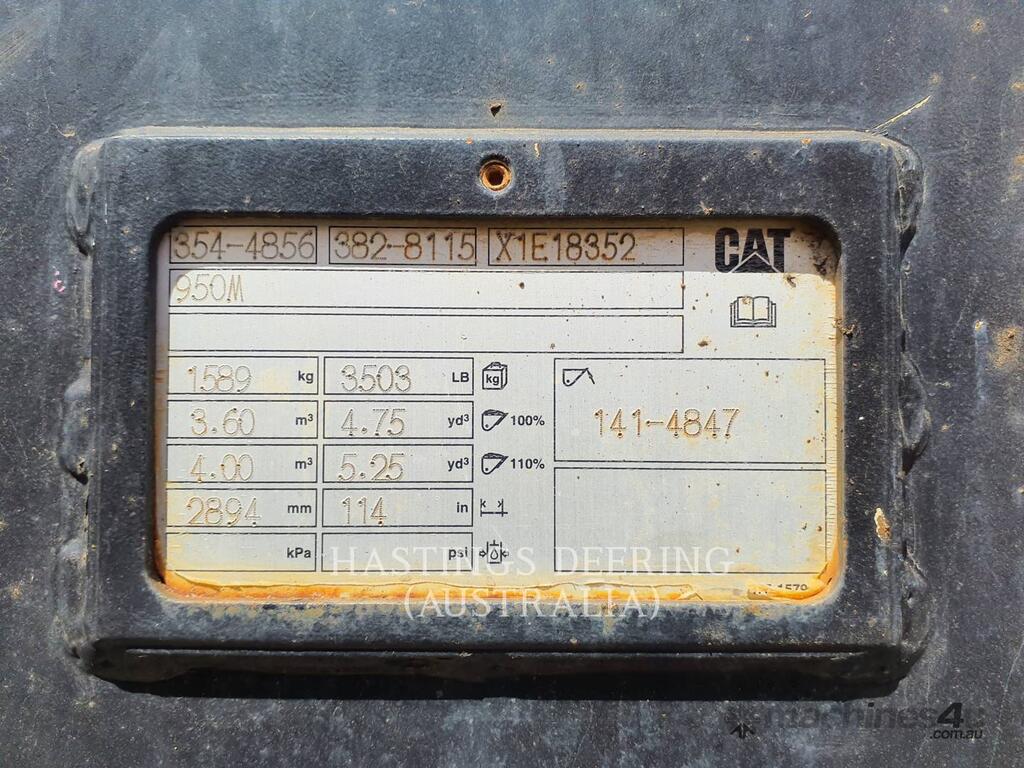 354-4856 382-8115 X1E18352 CAT
950M
1589 kg 3503 LB kg
3.60 m³ 4.75 yd³ 100%
141-4847
4.00 m³ 5.25 yd³ 110%
2894 mm 114 in
kPa psi
HASTINGS DEERING
(AUSTRALIA)
machines4u
.com.au